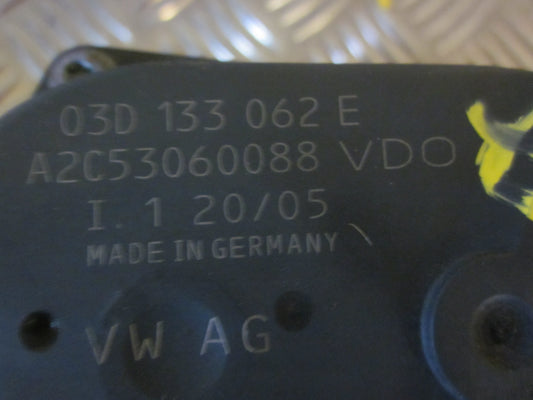 03D 133 062 E
A2C53060088 VDO
I. 1 20/05
MADE IN GERMANY
VW AG